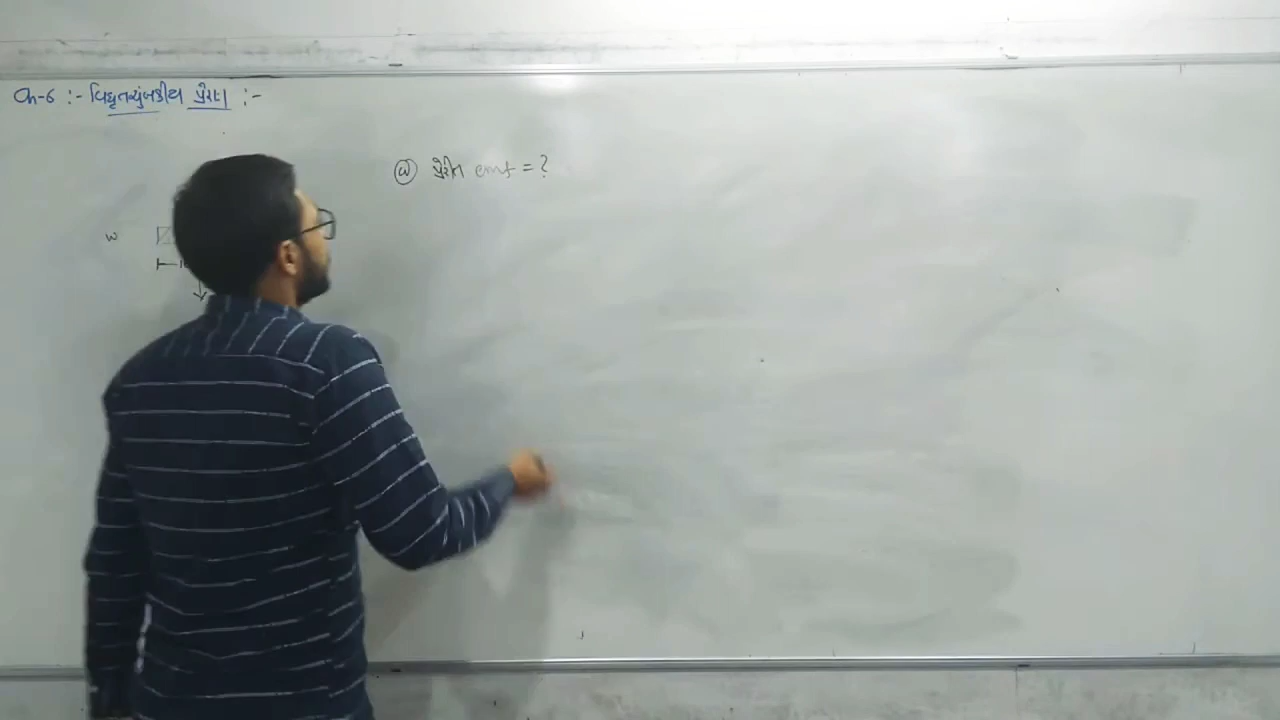 Ch-6 :- વિદ્યુતચુંબકીય પ્રેરણ :-
(a) પ્રેરીત emf = ?
W